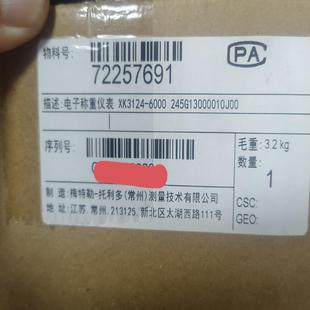 物料号:
72257691
PA
描述:电子称重仪表 XK3124-6000 245G13000010J00
序列号:
毛重: 3.2 kg
数量:
1
制 造: 梅特勒-托利多(常州)测量技术有限公司
地 址: 江苏.常州.213125.新北区太湖西路111号
CSC:
GEO: